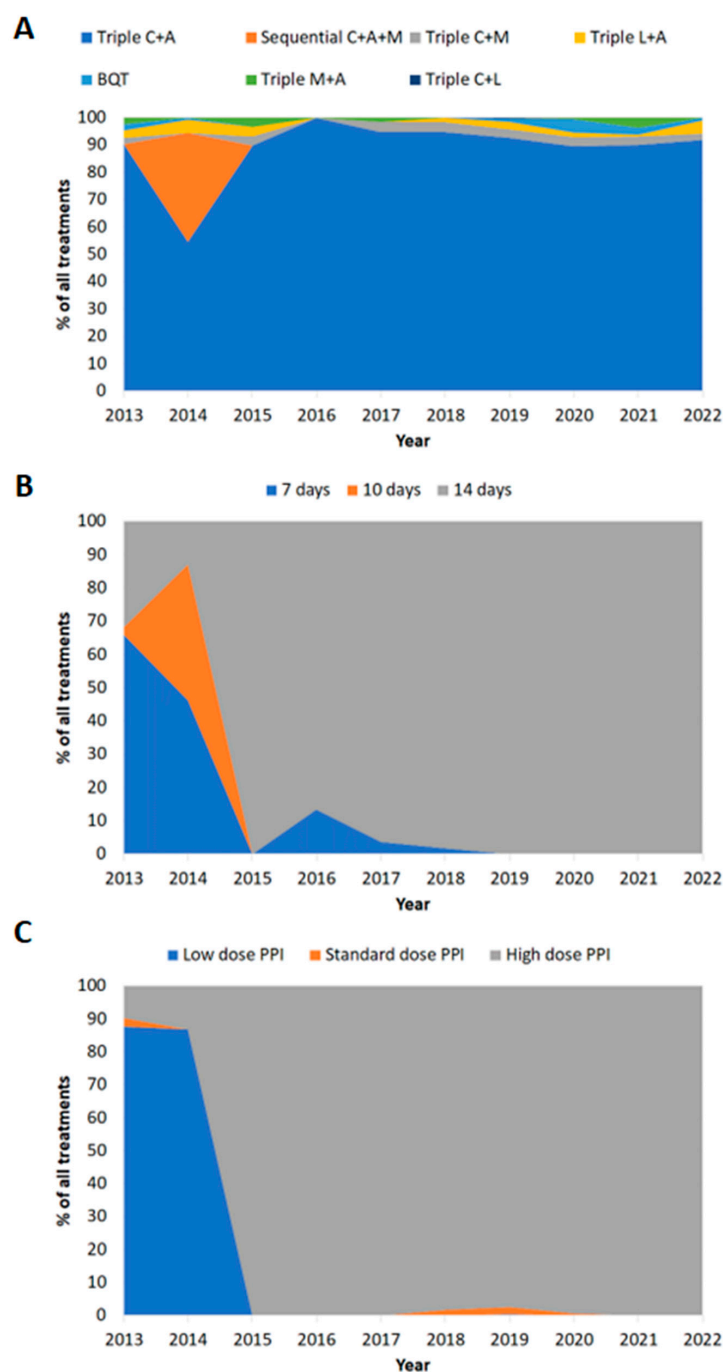 A
Triple C+A Sequential C+A+M Triple C+M Triple L+A
BQT Triple M+A Triple C+L
100
90
80
70
60
50
40
30
20
10
0
% of all treatments
2013 2014 2015 2016 2017 2018 2019 2020 2021 2022
Year
B
7 days 10 days 14 days
100
90
80
70
60
50
40
30
20
10
0
% of all treatments
2013 2014 2015 2016 2017 2018 2019 2020 2021 2022
Year
C
Low dose PPI Standard dose PPI High dose PPI
100
90
80
70
60
50
40
30
20
10
0
% of all treatments
2013 2014 2015 2016 2017 2018 2019 2020 2021 2022
Year